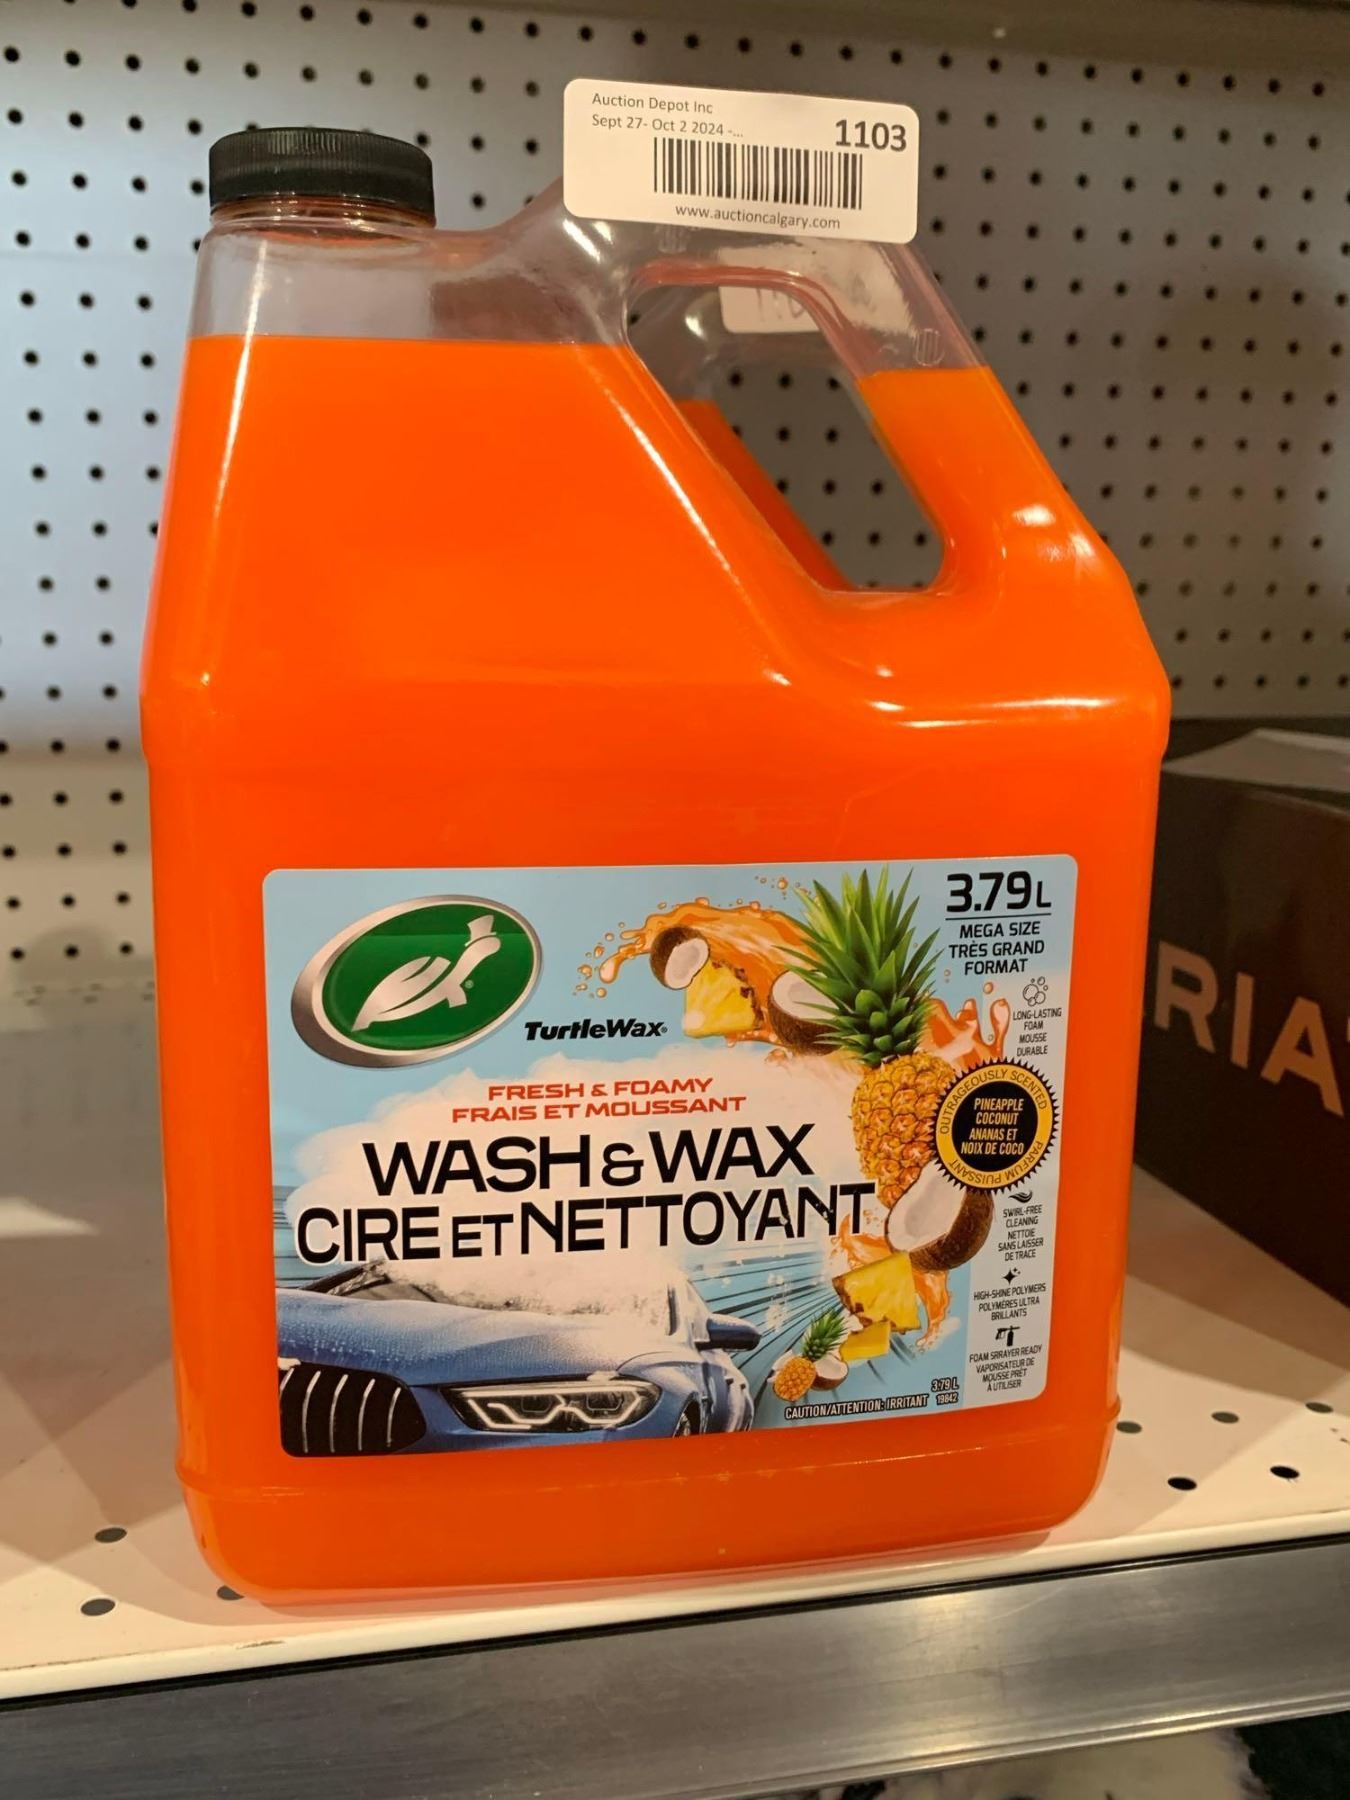 Auction Depot Inc
Sept 27- Oct 2 2024 -...
1103
www.auctioncalgary.com
3.79 L
MEGA SIZE
TRÈS GRAND
FORMAT
TurtleWax®
LONG-LASTING
FOAM
MOUSSE
DURABLE
FRESH & FOAMY
FRAIS ET MOUSSANT
WASH & WAX
CIRE ET NETTOYANT
OUTRAGEOUSLY SCENTED
PINEAPPLE
COCONUT
ANANAS ET
NOIX DE COCO
PARFUM PUISSANT
SWIRL-FREE
CLEANING
NETTOIE
SANS LAISSER
DE TRACE
HIGH-SHINE POLYMERS
POLYMÈRES ULTRA
BRILLANTS
FOAM SPRAYER READY
VAPORISATEUR DE
MOUSSE PRÊT
À UTILISER
3.79 L
CAUTION/ATTENTION: IRRITANT 19842
RIA